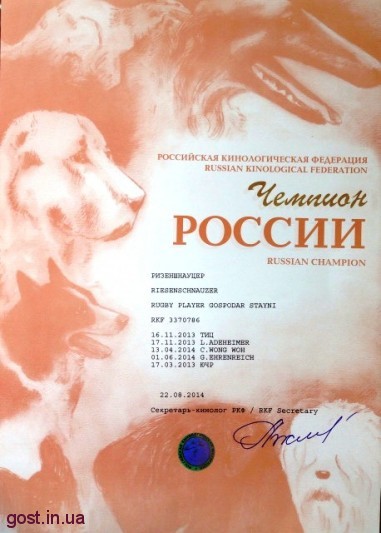 РОССИЙСКАЯ КИНОЛОГИЧЕСКАЯ ФЕДЕРАЦИЯ
RUSSIAN KINOLOGICAL FEDERATION
Чемпион
РОССИИ
RUSSIAN CHAMPION
РИЗЕНШНАУЦЕР
RIESENSCHNAUZER
RUGBY PLAYER GOSPODAR STAYNI
RKF 3370786
16.11.2013 ТИЦ
17.11.2013 L.ADEHEIMER
13.04.2014 C.WONG WOH
01.06.2014 G.EHRENREICH
17.03.2013 ЮЧР
22.08.2014
Секретарь-кинолог РКФ / RKF Secretary
gost.in.ua